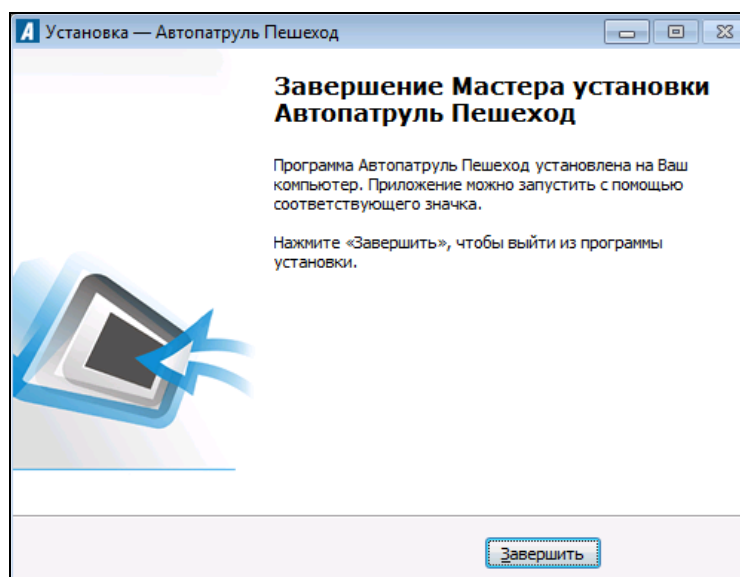 Установка — Автопатруль Пешеход
Завершение Мастера установки
Автопатруль Пешеход
Программа Автопатруль Пешеход установлена на Ваш
компьютер. Приложение можно запустить с помощью
соответствующего значка.
Нажмите «Завершить», чтобы выйти из программы
установки.
Завершить